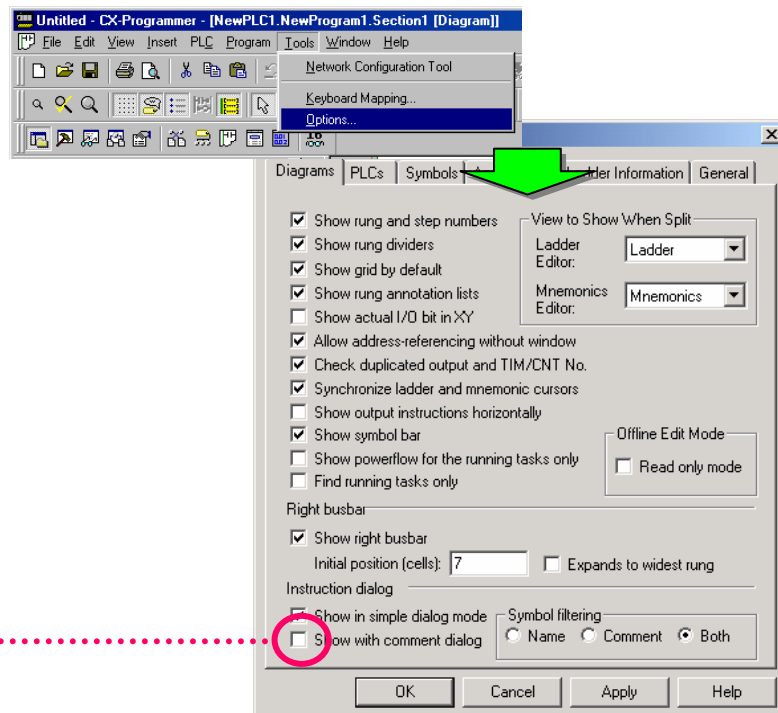 Untitled - CX-Programmer - [NewPLC1.NewProgram1.Section1 [Diagram]]
File Edit View Insert PLC Program Tools Window Help
Network Configuration Tool
Keyboard Mapping...
Options...
16
Diagrams PLCs Symbols Information General
Show rung and step numbers
Show rung dividers
Show grid by default
Show rung annotation lists
Show actual I/O bit in XY
Allow address-referencing without window
Check duplicated output and TIM/CNT No.
Synchronize ladder and mnemonic cursors
Show output instructions horizontally
Show symbol bar
Show powerflow for the running tasks only
Find running tasks only
View to Show When Split
Ladder Editor: Ladder
Mnemonics Editor: Mnemonics
Offline Edit Mode
Read only mode
Right busbar
Show right busbar
Initial position (cells): 7 Expands to widest rung
Instruction dialog
Show in simple dialog mode
Show with comment dialog
Symbol filtering
Name Comment Both
OK Cancel Apply Help